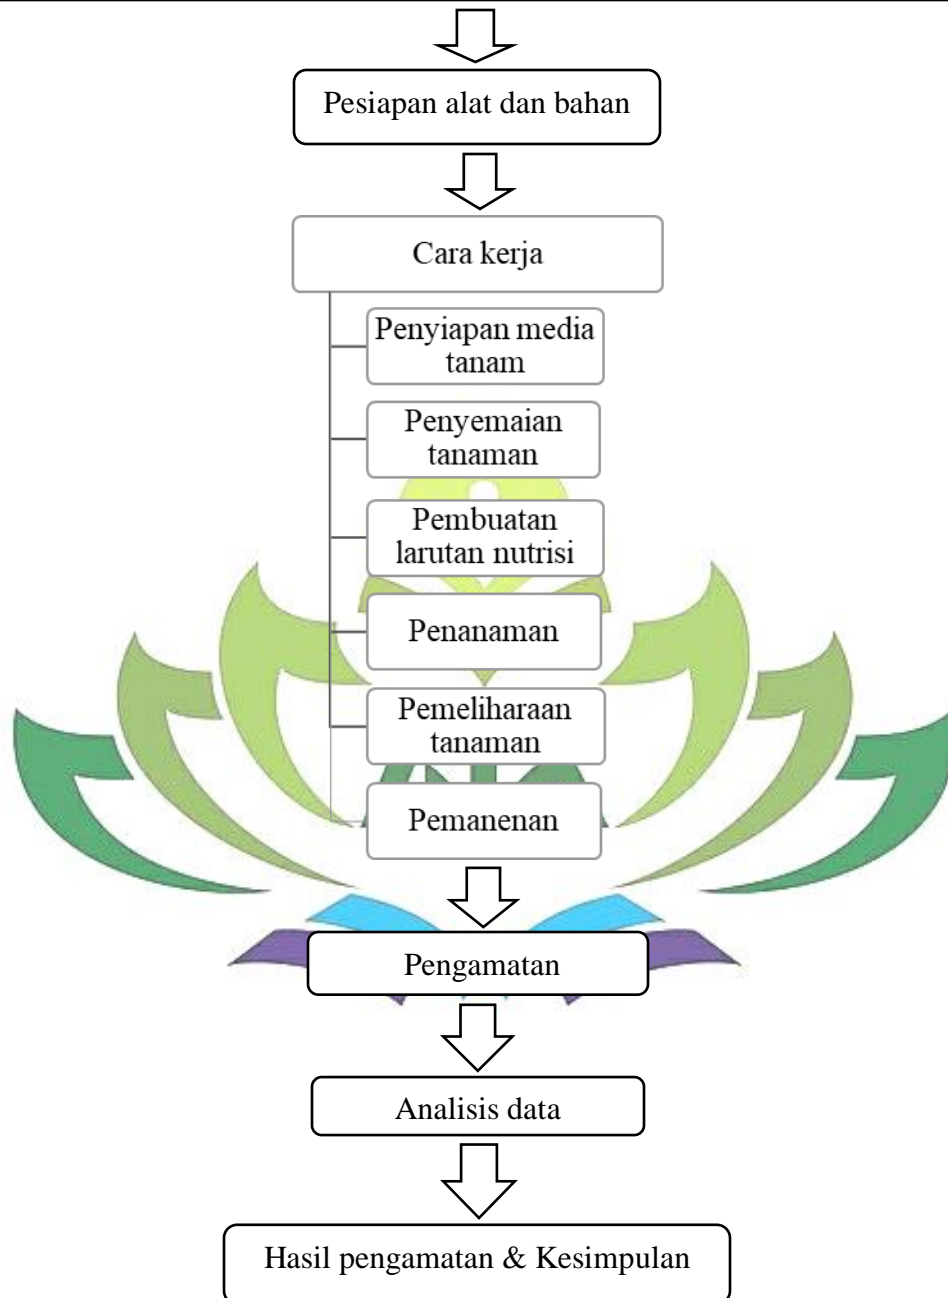 Pesiapan alat dan bahan
Cara kerja
Penyiapan media
tanam
Penyemaian
tanaman
Pembuatan
larutan nutrisi
Penanaman
Pemeliharaan
tanaman
Pemanenan
Pengamatan
Analisis data
Hasil pengamatan & Kesimpulan